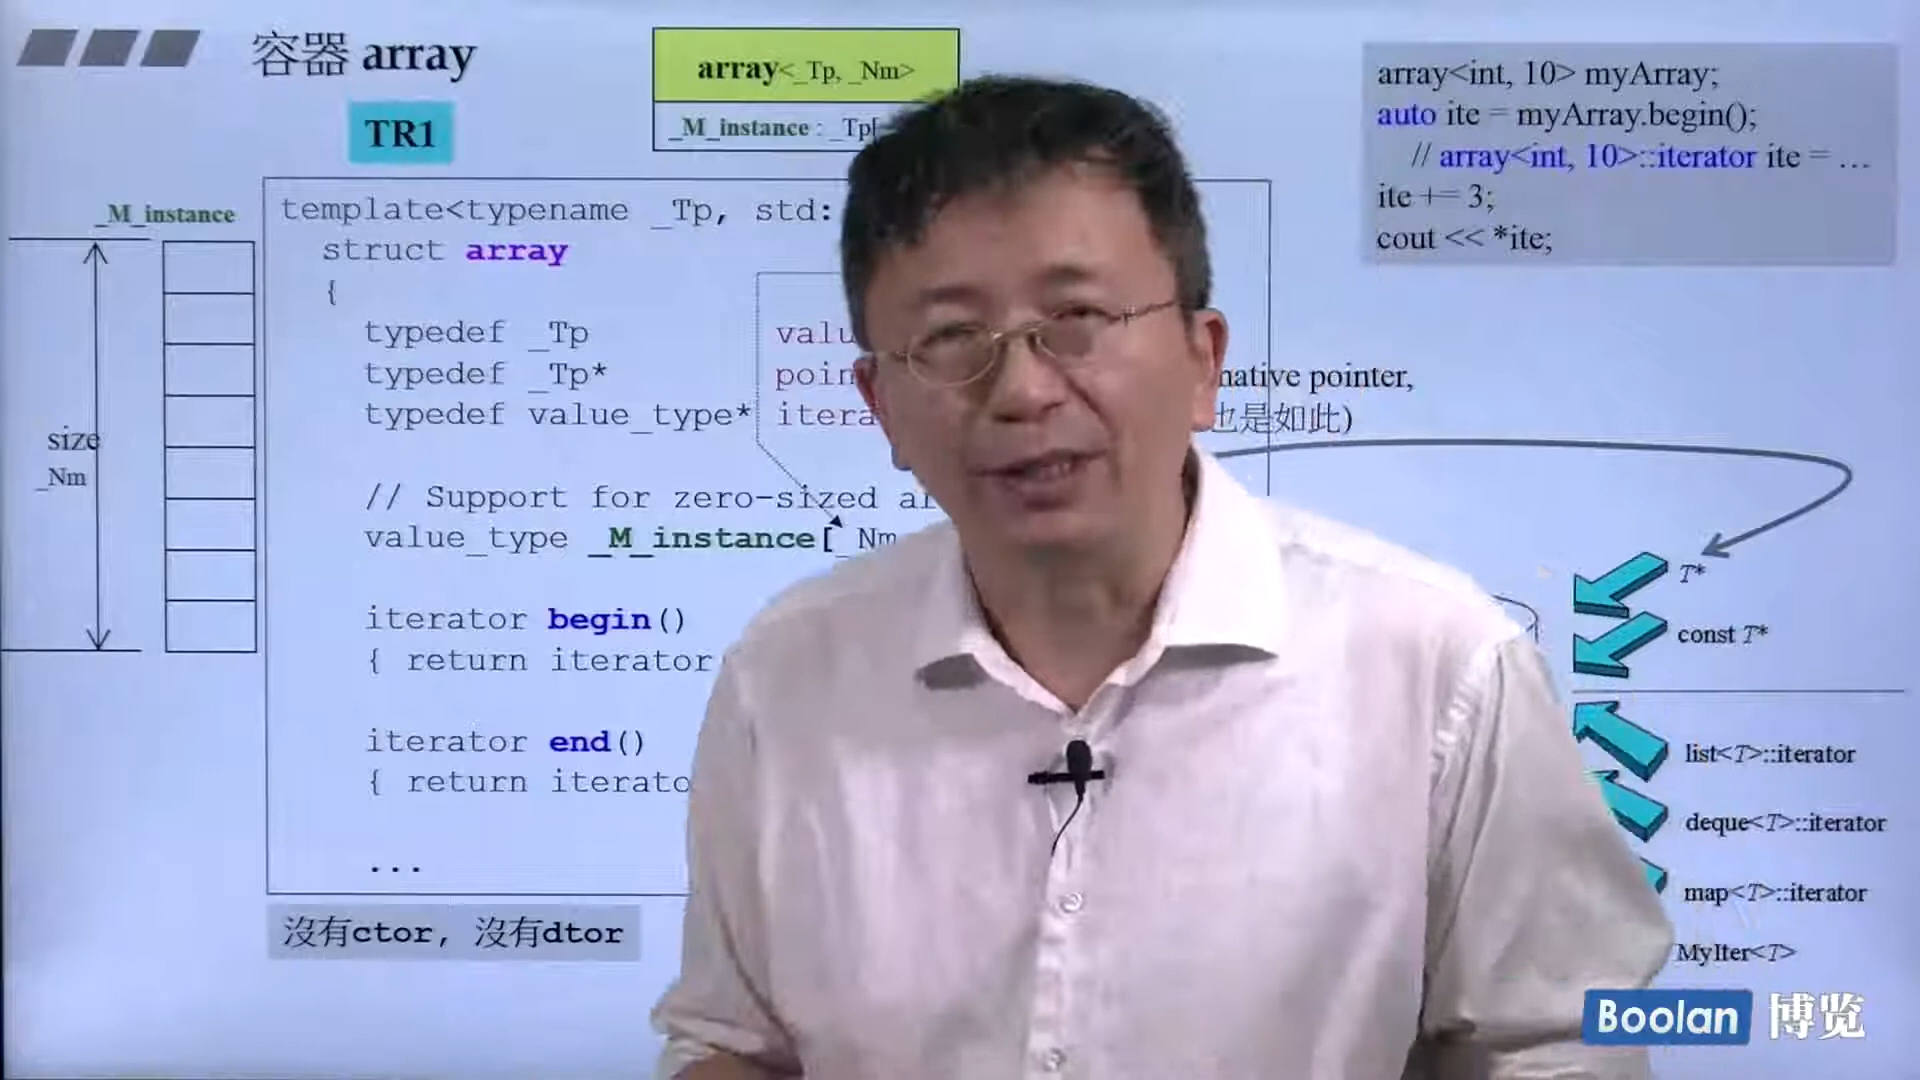 容器 array
TR1
array<_Tp, _Nm>
_M_instance : _Tp[
array<int, 10> myArray;
auto ite = myArray.begin();
// array<int, 10>::iterator ite = …
ite += 3;
cout << *ite;
_M_instance
size
_Nm
template<typename _Tp, std:
struct array
{
typedef _Tp
typedef _Tp*
typedef value_type*
native pointer,
也是如此)
// Support for zero-sized
value_type _M_instance[_Nm
iterator begin()
{ return iterator
iterator end()
{ return
...
沒有ctor, 沒有dtor
T*
const T*
list<T>::iterator
deque<T>::iterator
map<T>::iterator
MyIter<T>
Boolan 博览